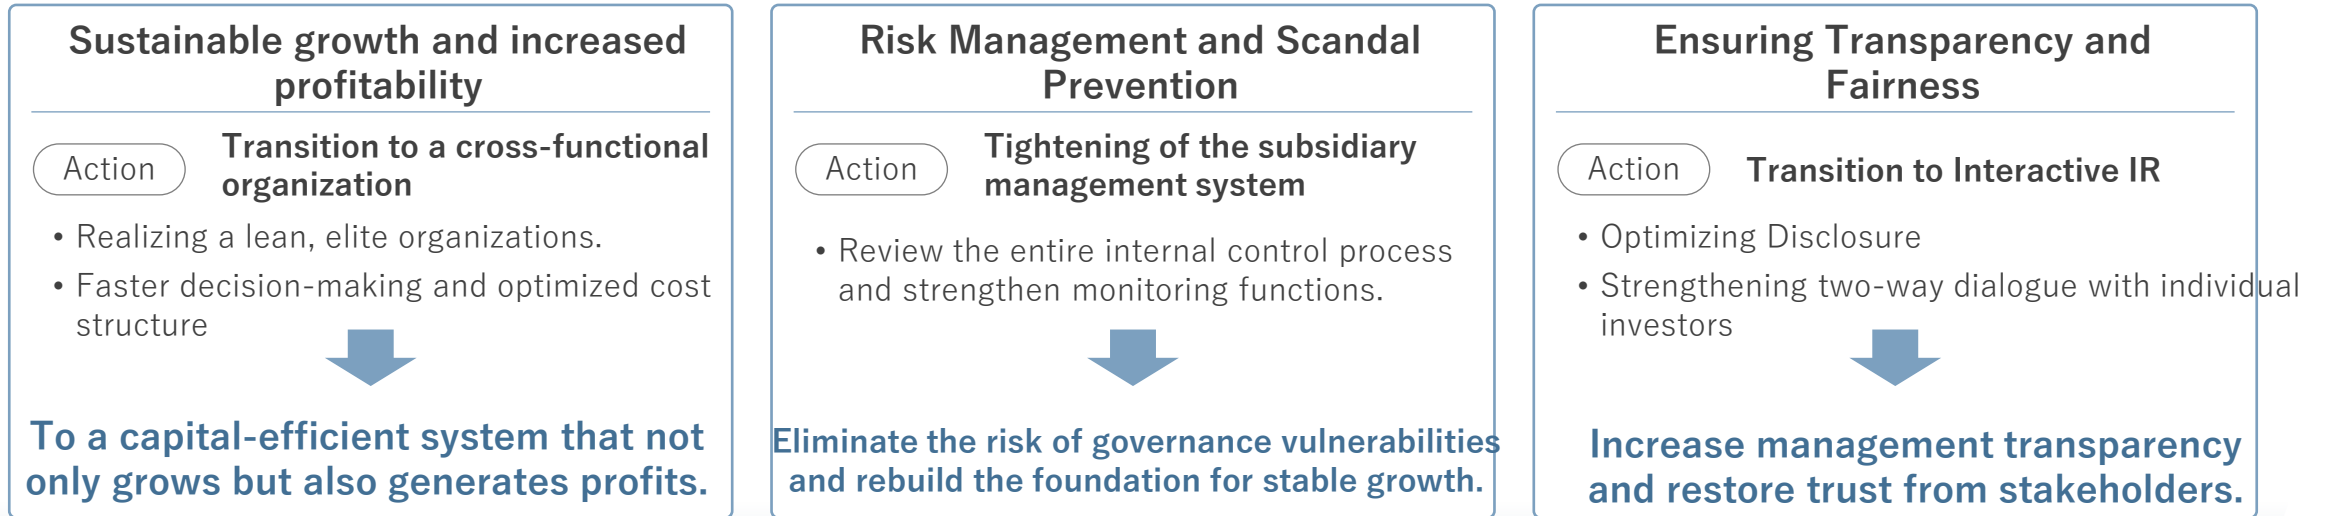 Sustainable growth and increased
profitability
Action
Transition to a cross-functional
organization
• Realizing a lean, elite organizations.
• Faster decision-making and optimized cost
structure
To a capital-efficient system that not
only grows but also generates profits.
Risk Management and Scandal
Prevention
Action
Tightening of the subsidiary
management system
• Review the entire internal control process
and strengthen monitoring functions.
Eliminate the risk of governance vulnerabilities
and rebuild the foundation for stable growth.
Ensuring Transparency and
Fairness
Action
Transition to Interactive IR
• Optimizing Disclosure
• Strengthening two-way dialogue with individual
investors
Increase management transparency
and restore trust from stakeholders.